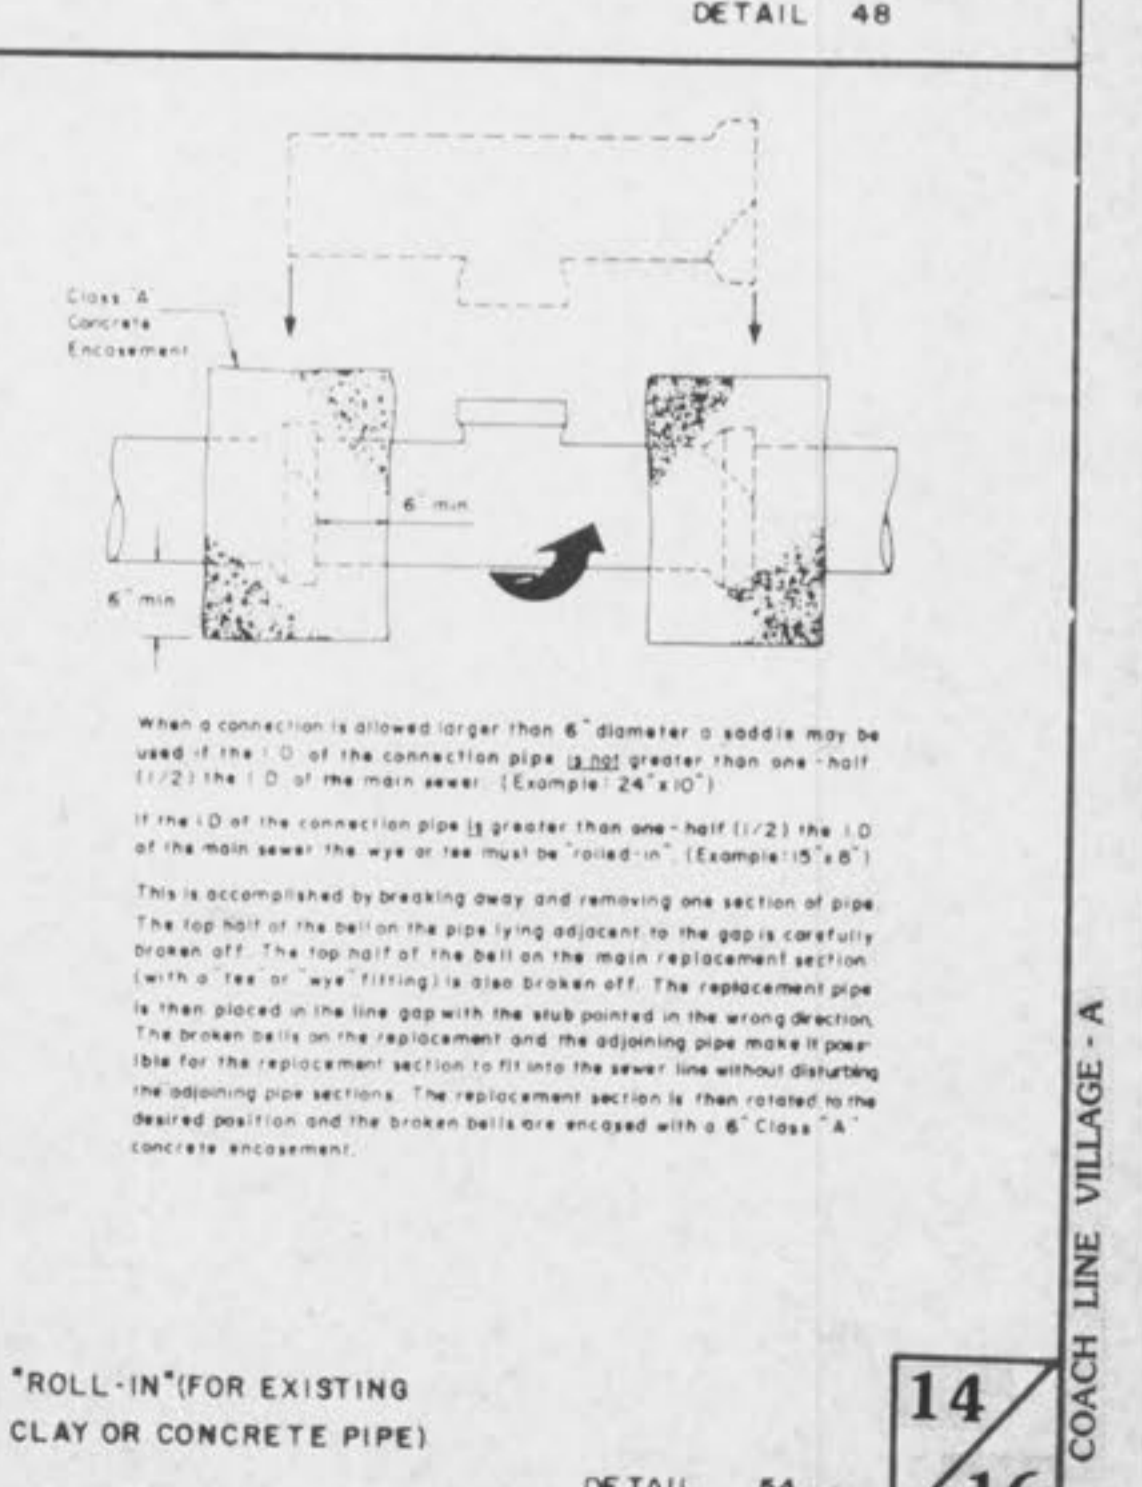 DETAIL 48
Class "A"
Concrete
Encasement
6" min
6" min
When a connection is allowed larger than 6" diameter a saddle may be
used if the I.D. of the connection pipe is not greater than one-half
(1/2) the I.D. of the main sewer. (Example: 24"x10")
If the I.D. of the connection pipe is greater than one-half (1/2) the I.D.
of the main sewer the wye or tee must be "rolled-in". (Example: 15"x 8")
This is accomplished by breaking away and removing one section of pipe.
The top half of the bell on the pipe lying adjacent to the gap is carefully
broken off. The top half of the bell on the main replacement section
(with a "tee" or "wye" fitting) is also broken off. The replacement pipe
is then placed in the line gap with the stub pointed in the wrong direction.
The broken bells on the replacement and the adjoining pipe make it poss-
ible for the replacement section to fit into the sewer line without disturbing
the adjoining pipe sections. The replacement section is then rotated to the
desired position and the broken bells are encased with a 6" Class "A"
concrete encasement.
"ROLL-IN"(FOR EXISTING
CLAY OR CONCRETE PIPE)
DETAIL 54
14
16
COACH LINE VILLAGE - A